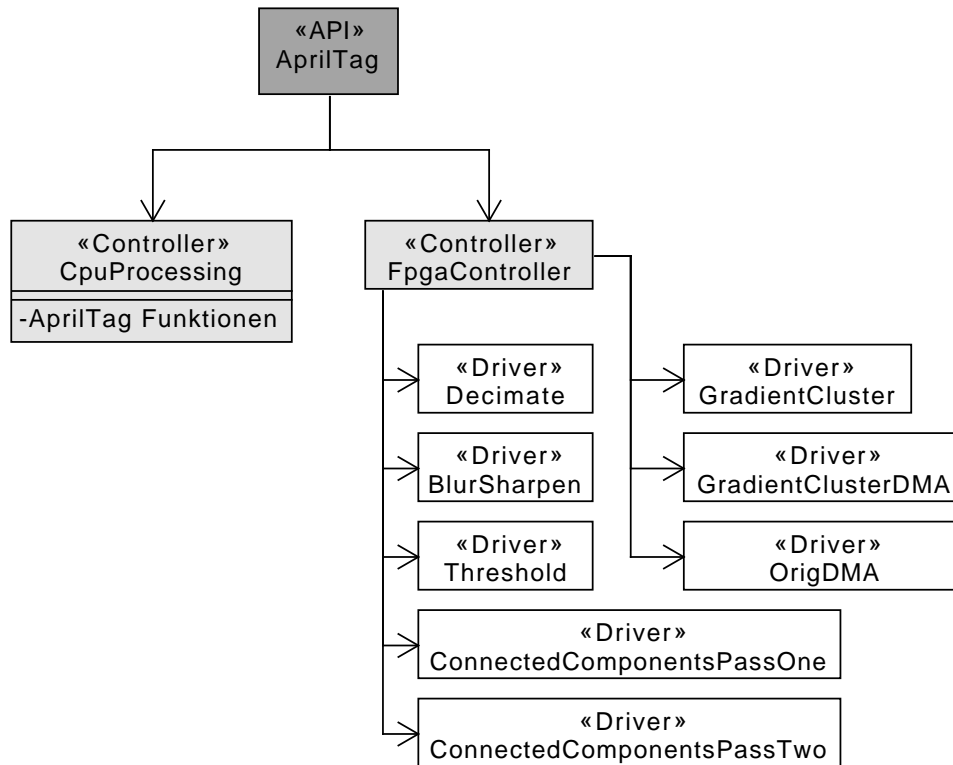 «API»
AprilTag
«Controller»
CpuProcessing
-AprilTag Funktionen
«Controller»
FpgaController
«Driver»
Decimate
«Driver»
BlurSharpen
«Driver»
Threshold
«Driver»
ConnectedComponentsPassOne
«Driver»
ConnectedComponentsPassTwo
«Driver»
GradientCluster
«Driver»
GradientClusterDMA
«Driver»
OrigDMA